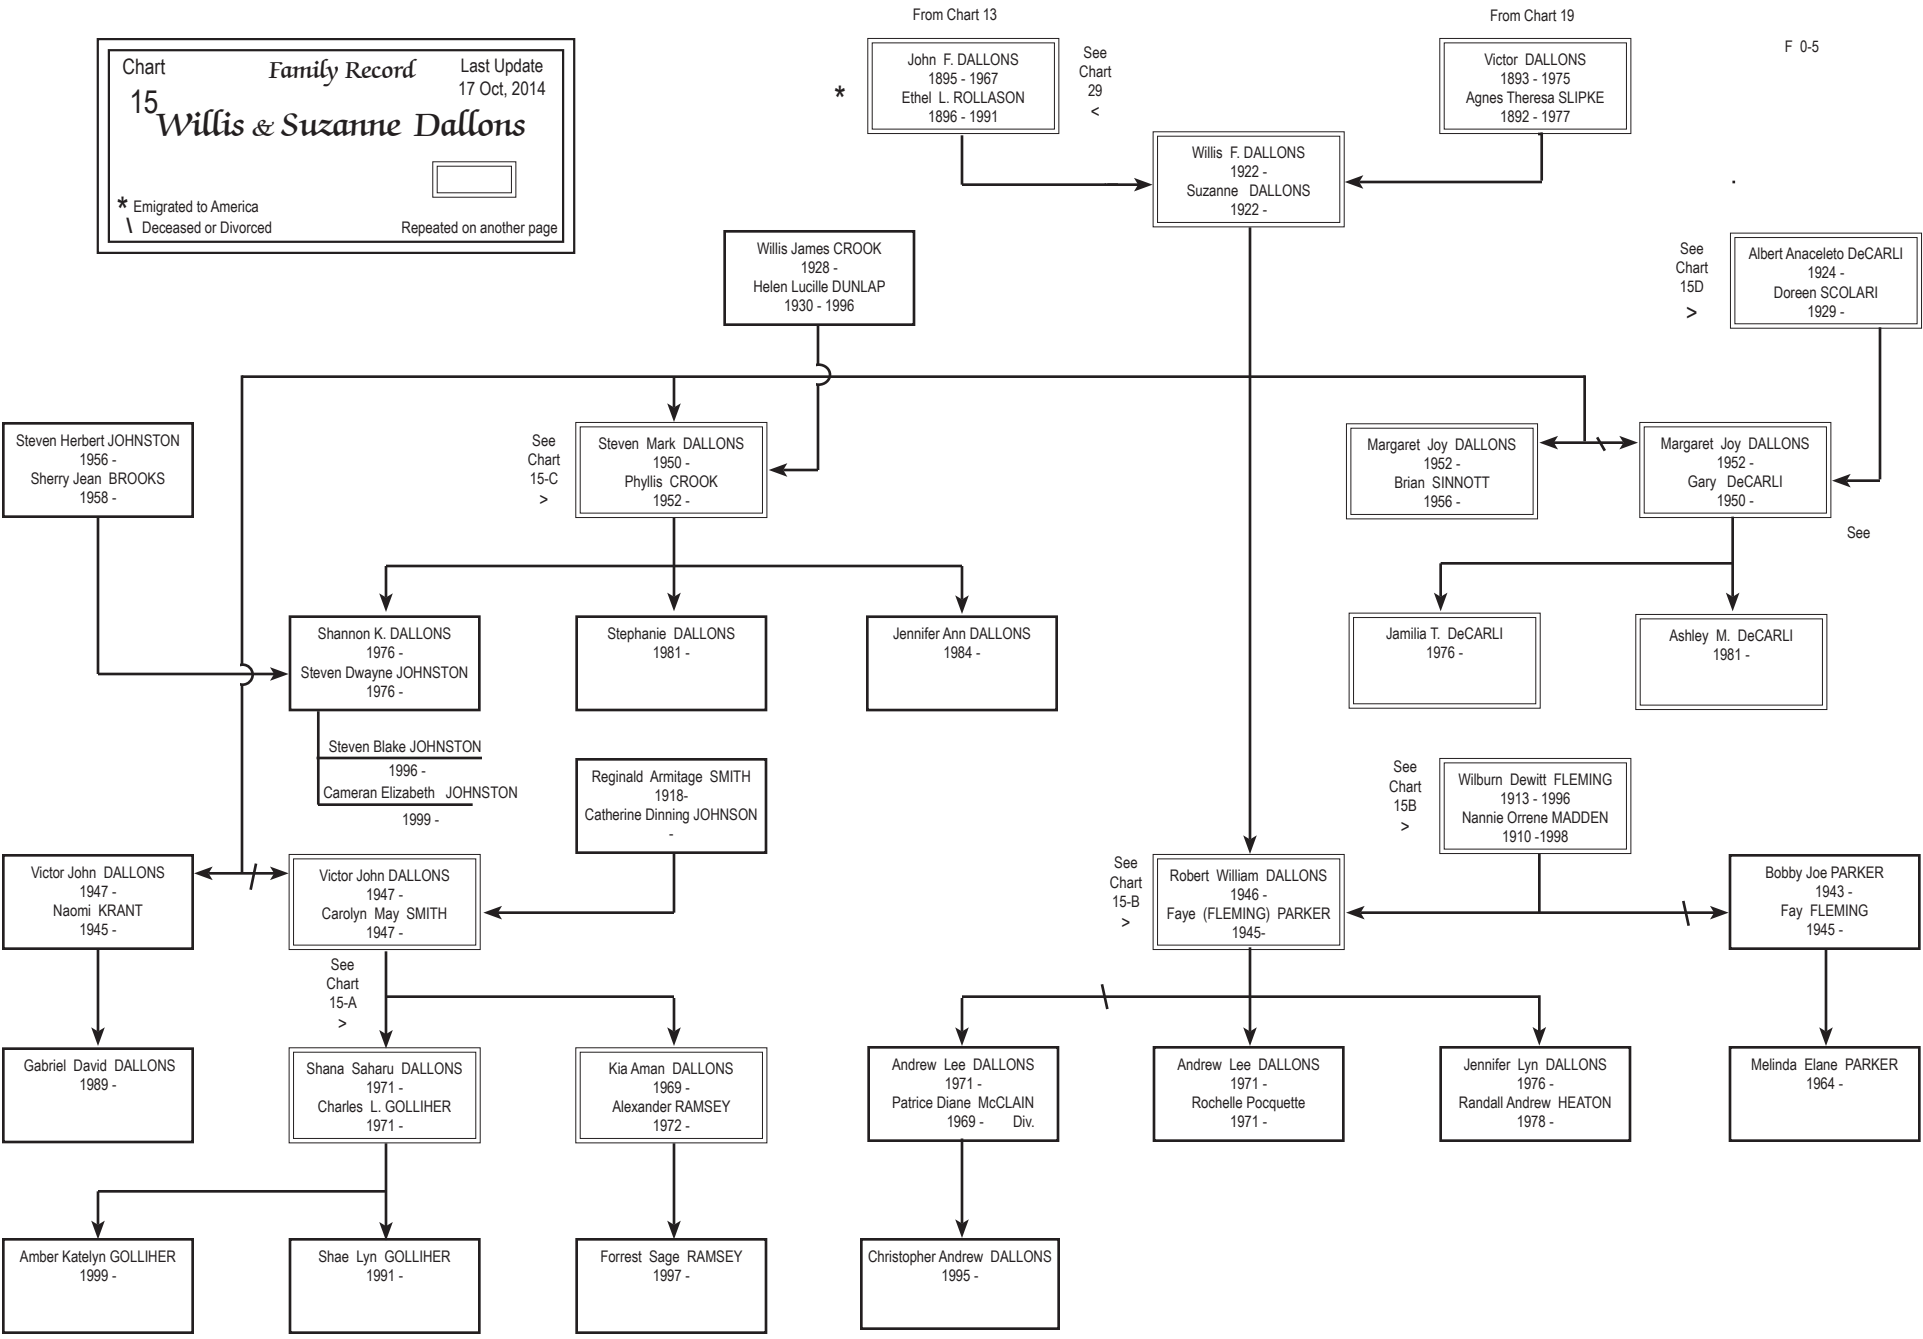 From Chart 13
From Chart 19
F 0-5
Chart
15
Family Record
Last Update
17 Oct, 2014
Willis & Suzanne Dallons
* Emigrated to America
\ Deceased or Divorced
Repeated on another page
*
John F. DALLONS
1895 - 1967
Ethel L. ROLLASON
1896 - 1991
See
Chart
29
<
Victor DALLONS
1893 - 1975
Agnes Theresa SLIPKE
1892 - 1977
Willis F. DALLONS
1922 -
Suzanne DALLONS
1922 -
.
Willis James CROOK
1928 -
Helen Lucille DUNLAP
1930 - 1996
See
Chart
15D
>
Albert Anaceleto DeCARLI
1924 -
Doreen SCOLARI
1929 -
Steven Herbert JOHNSTON
1956 -
Sherry Jean BROOKS
1958 -
See
Chart
15-C
>
Steven Mark DALLONS
1950 -
Phyllis CROOK
1952 -
Margaret Joy DALLONS
1952 -
Brian SINNOTT
1956 -
Margaret Joy DALLONS
1952 -
Gary DeCARLI
1950 -
See
Shannon K. DALLONS
1976 -
Steven Dwayne JOHNSTON
1976 -
Stephanie DALLONS
1981 -
Jennifer Ann DALLONS
1984 -
Jamilia T. DeCARLI
1976 -
Ashley M. DeCARLI
1981 -
Steven Blake JOHNSTON
1996 -
Cameran Elizabeth JOHNSTON
1999 -
Reginald Armitage SMITH
1918-
Catherine Dinning JOHNSON
-
See
Chart
15B
>
Wilburn Dewitt FLEMING
1913 - 1996
Nannie Orrene MADDEN
1910 -1998
Victor John DALLONS
1947 -
Naomi KRANT
1945 -
Victor John DALLONS
1947 -
Carolyn May SMITH
1947 -
See
Chart
15-B
>
Robert William DALLONS
1946 -
Faye (FLEMING) PARKER
1945-
Bobby Joe PARKER
1943 -
Fay FLEMING
1945 -
See
Chart
15-A
>
Gabriel David DALLONS
1989 -
Shana Saharu DALLONS
1971 -
Charles L. GOLLIHER
1971 -
Kia Aman DALLONS
1969 -
Alexander RAMSEY
1972 -
Andrew Lee DALLONS
1971 -
Patrice Diane McCLAIN
1969 - Div.
Andrew Lee DALLONS
1971 -
Rochelle Pocquette
1971 -
Jennifer Lyn DALLONS
1976 -
Randall Andrew HEATON
1978 -
Melinda Elane PARKER
1964 -
Amber Katelyn GOLLIHER
1999 -
Shae Lyn GOLLIHER
1991 -
Forrest Sage RAMSEY
1997 -
Christopher Andrew DALLONS
1995 -